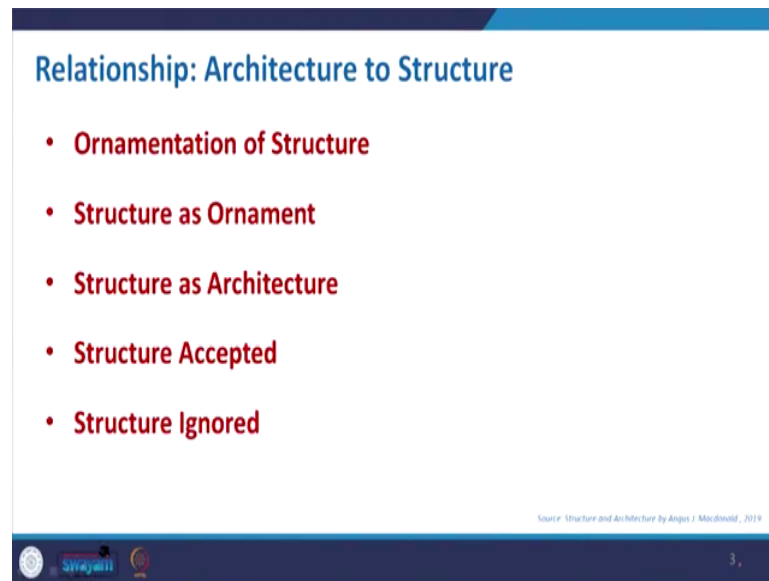 Relationship: Architecture to Structure
• Ornamentation of Structure
• Structure as Ornament
• Structure as Architecture
• Structure Accepted
• Structure Ignored
Source: Structure and Architecture by Angus J. Macdonald, 2019
swayam
3,